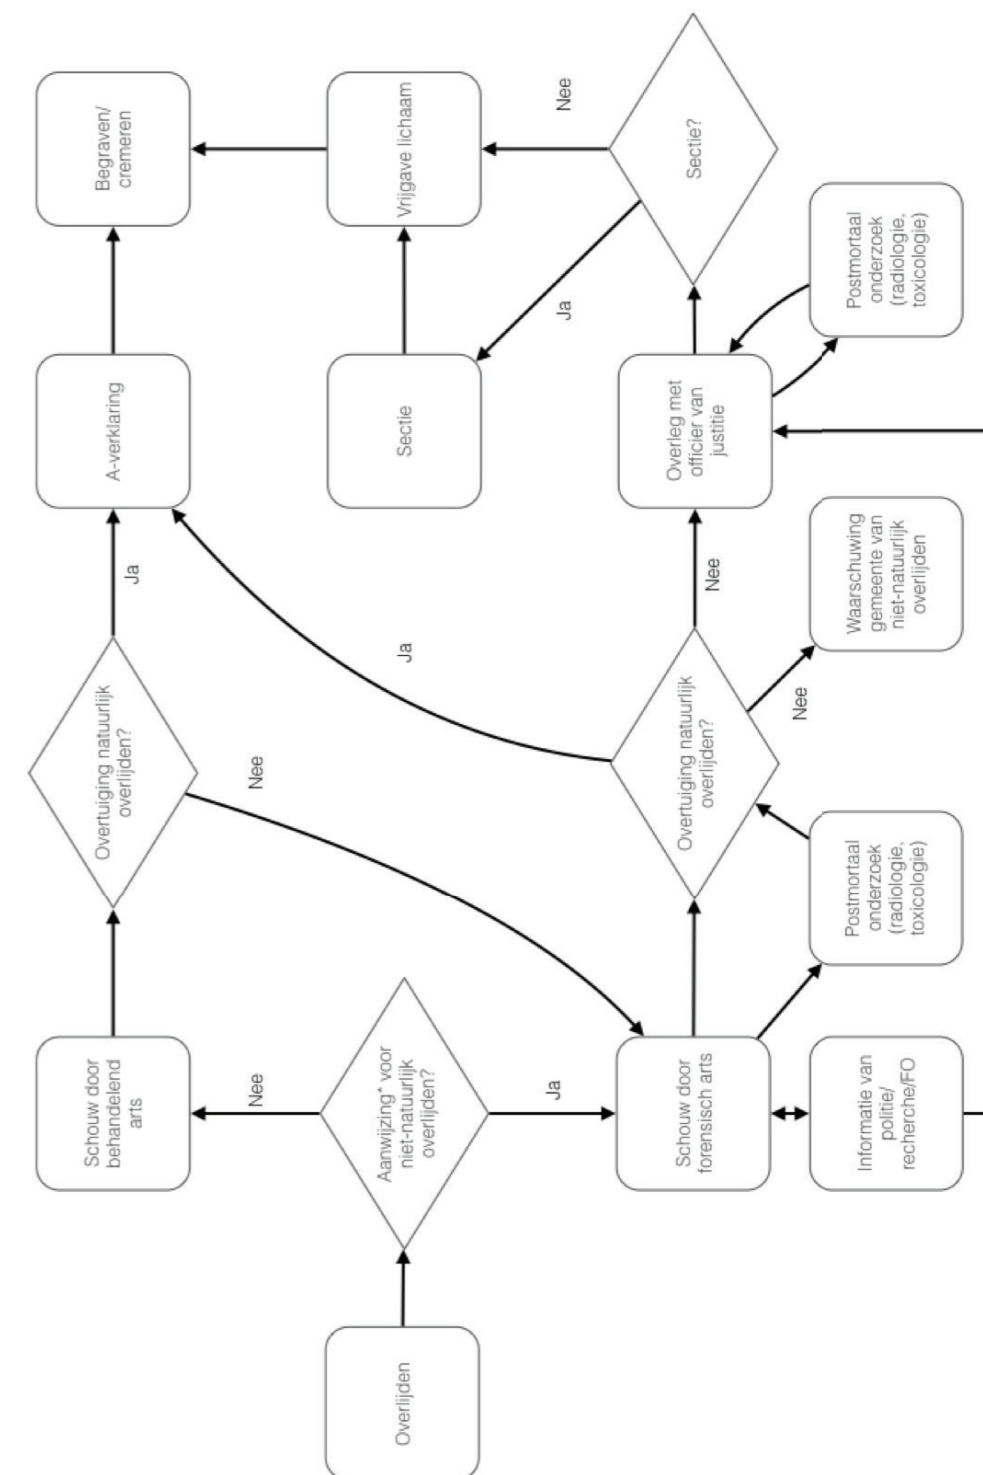 Overlijden
Aanwijzing* voor
niet-natuurlijk
overlijden?
Nee
Ja
Schouw door
behandelend
arts
Overtuiging natuurlijk
overlijden?
Ja
Nee
A-verklaring
Begraven/
cremeren
Schouw door
forensisch arts
Informatie van
politie/
recherche/FO
Postmortaal
onderzoek
(radiologie,
toxicologie)
Overtuiging natuurlijk
overlijden?
Ja
Nee
Nee
Waarschuwing
gemeente van
niet-natuurlijk
overlijden
Overleg met
officier van
justitie
Postmortaal
onderzoek
(radiologie,
toxicologie)
Sectie?
Ja
Nee
Sectie
Vrijgave lichaam